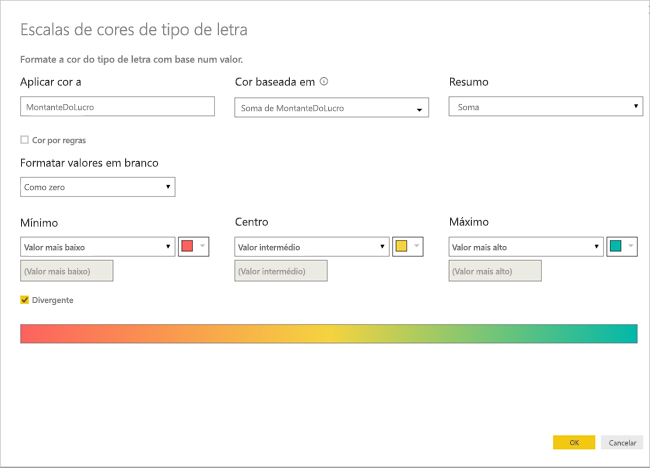 Escalas de cores de tipo de letra
Formate a cor do tipo de letra com base num valor.
Aplicar cor a
Cor baseada em
Resumo
MontanteDoLucro
Soma de MontanteDoLucro
Soma
Cor por regras
Formatar valores em branco
Como zero
Mínimo
Centro
Máximo
Valor mais baixo
Valor intermédio
Valor mais alto
(Valor mais baixo)
(Valor intermédio)
(Valor mais alto)
Divergente
OK
Cancelar